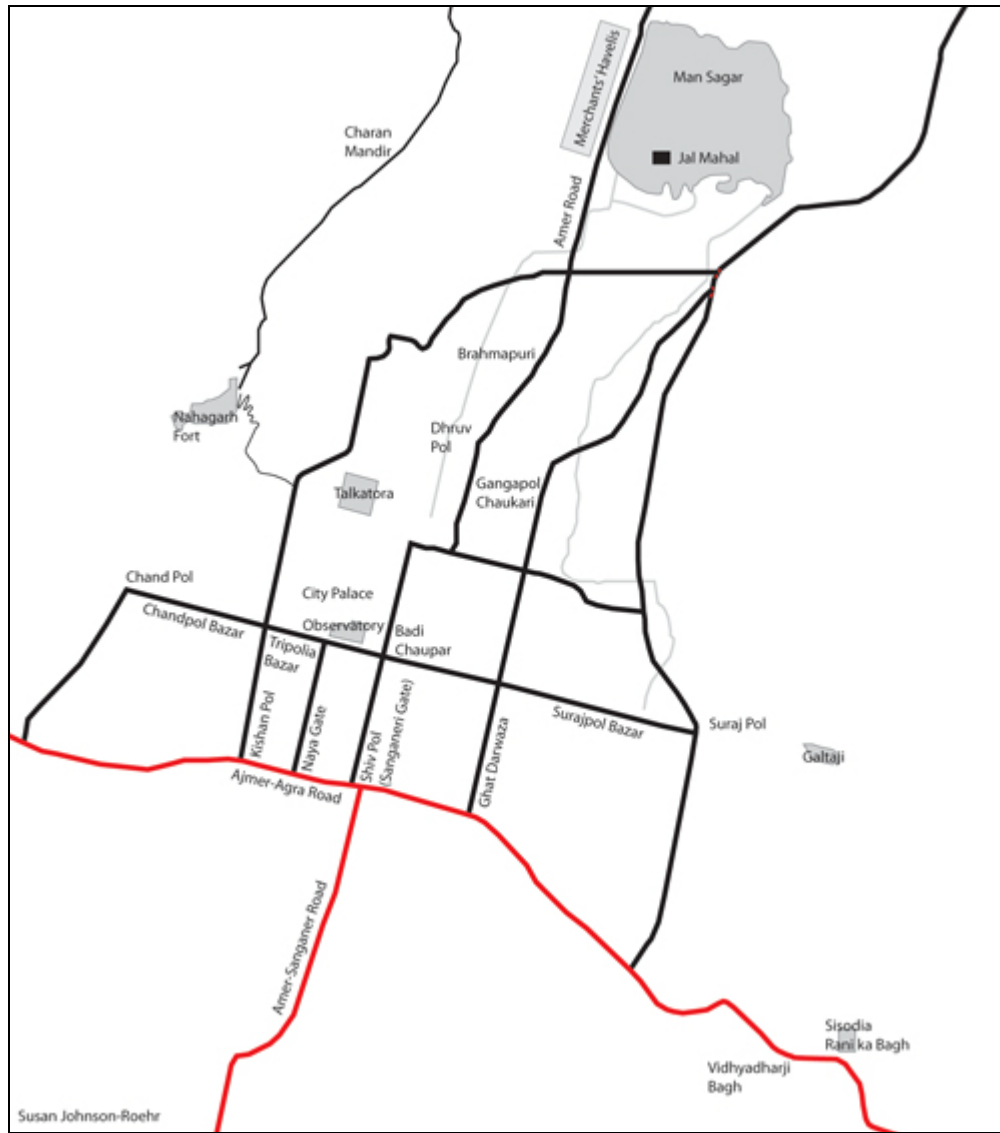 Merchants' Havelis
Man Sagar
Jal Mahal
Charan
Mandir
Amer Road
Brahmapuri
Nahagarh
Fort
Dhruv
Pol
Talkatora
Gangapol
Chaukari
Chand Pol
City Palace
Chandpol Bazar
Observatory
Badi
Chaupar
Tripolia
Bazar
Kishan Pol
Naya Gate
Shiv Pol
(Sanganeri Gate)
Ghat Darwaza
Surajpol Bazar
Suraj Pol
Galtaji
Ajmer-Agra Road
Amer-Sanganer Road
Sisodia
Rani ka Bagh
Vidhyadharji
Bagh
Susan Johnson-Roehr